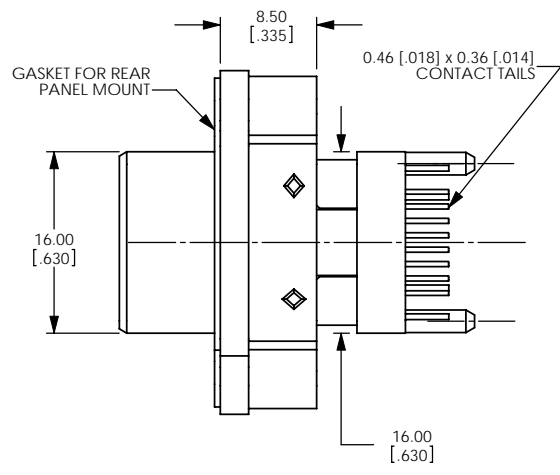 8.50
[.335]
0.46 [.018] x 0.36 [.014]
CONTACT TAILS
GASKET FOR REAR
PANEL MOUNT
16.00
[.630]
16.00
[.630]